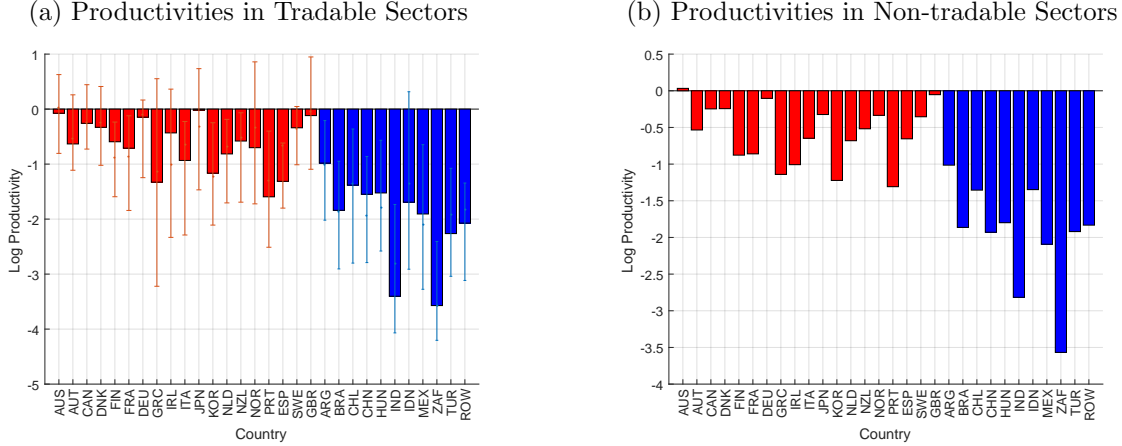 (a) Productivities in Tradable Sectors
1
0
-1
-2
-3
-4
-5
Log Productivity
AUS
AUT
CAN
DNK
FIN
FRA
DEU
GRC
IRL
ITA
JPN
KOR
NLD
NZL
NOR
PRT
ESP
SWE
GBR
ARG
BRA
CHL
CHN
HUN
IND
IDN
MEX
ZAF
TUR
ROW
Country
(b) Productivities in Non-tradable Sectors
0.5
0
-0.5
-1
-1.5
-2
-2.5
-3
-3.5
-4
Log Productivity
AUS
AUT
CAN
DNK
FIN
FRA
DEU
GRC
IRL
ITA
JPN
KOR
NLD
NZL
NOR
PRT
ESP
SWE
GBR
ARG
BRA
CHL
CHN
HUN
IND
IDN
MEX
ZAF
TUR
ROW
Country